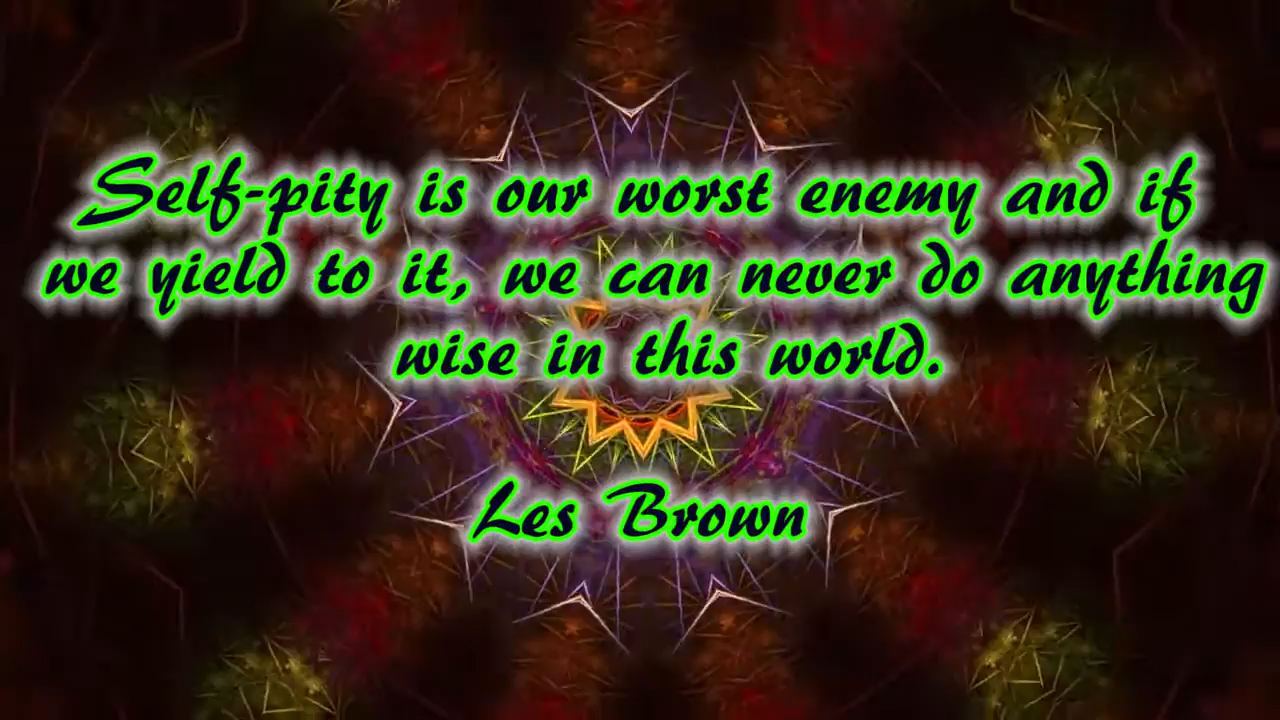 Self-pity is our worst enemy and if
we yield to it, we can never do anything
wise in this world.
Les Brown